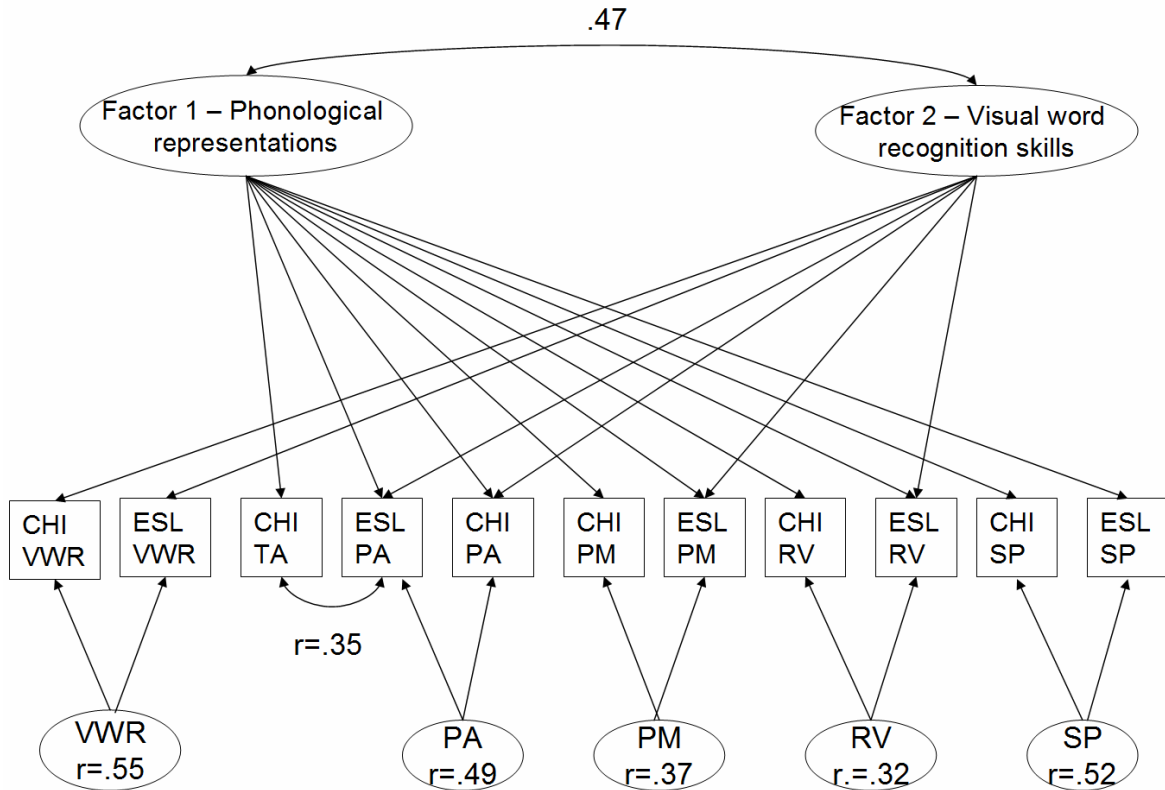 .47
Factor 1 – Phonological
representations
Factor 2 – Visual word
recognition skills
CHI
VWR
ESL
VWR
CHI
TA
ESL
PA
CHI
PA
CHI
PM
ESL
PM
CHI
RV
ESL
RV
CHI
SP
ESL
SP
r=.35
VWR
r=.55
PA
r=.49
PM
r=.37
RV
r.=.32
SP
r=.52